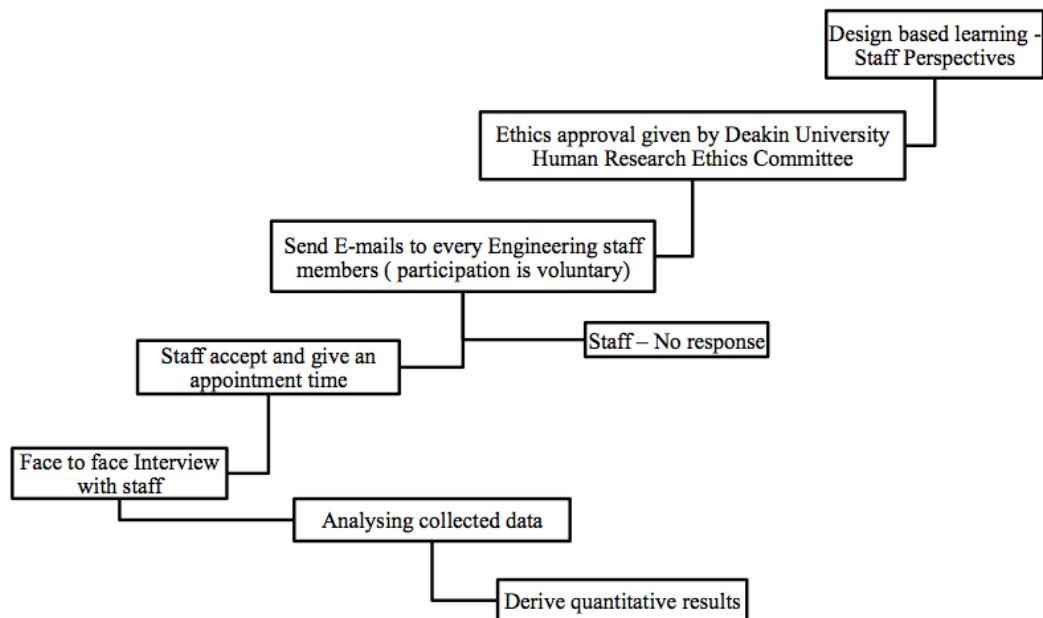 Design based learning -
Staff Perspectives
Ethics approval given by Deakin University
Human Research Ethics Committee
Send E-mails to every Engineering staff
members ( participation is voluntary)
Staff – No response
Staff accept and give an
appointment time
Face to face Interview
with staff
Analysing collected data
Derive quantitative results